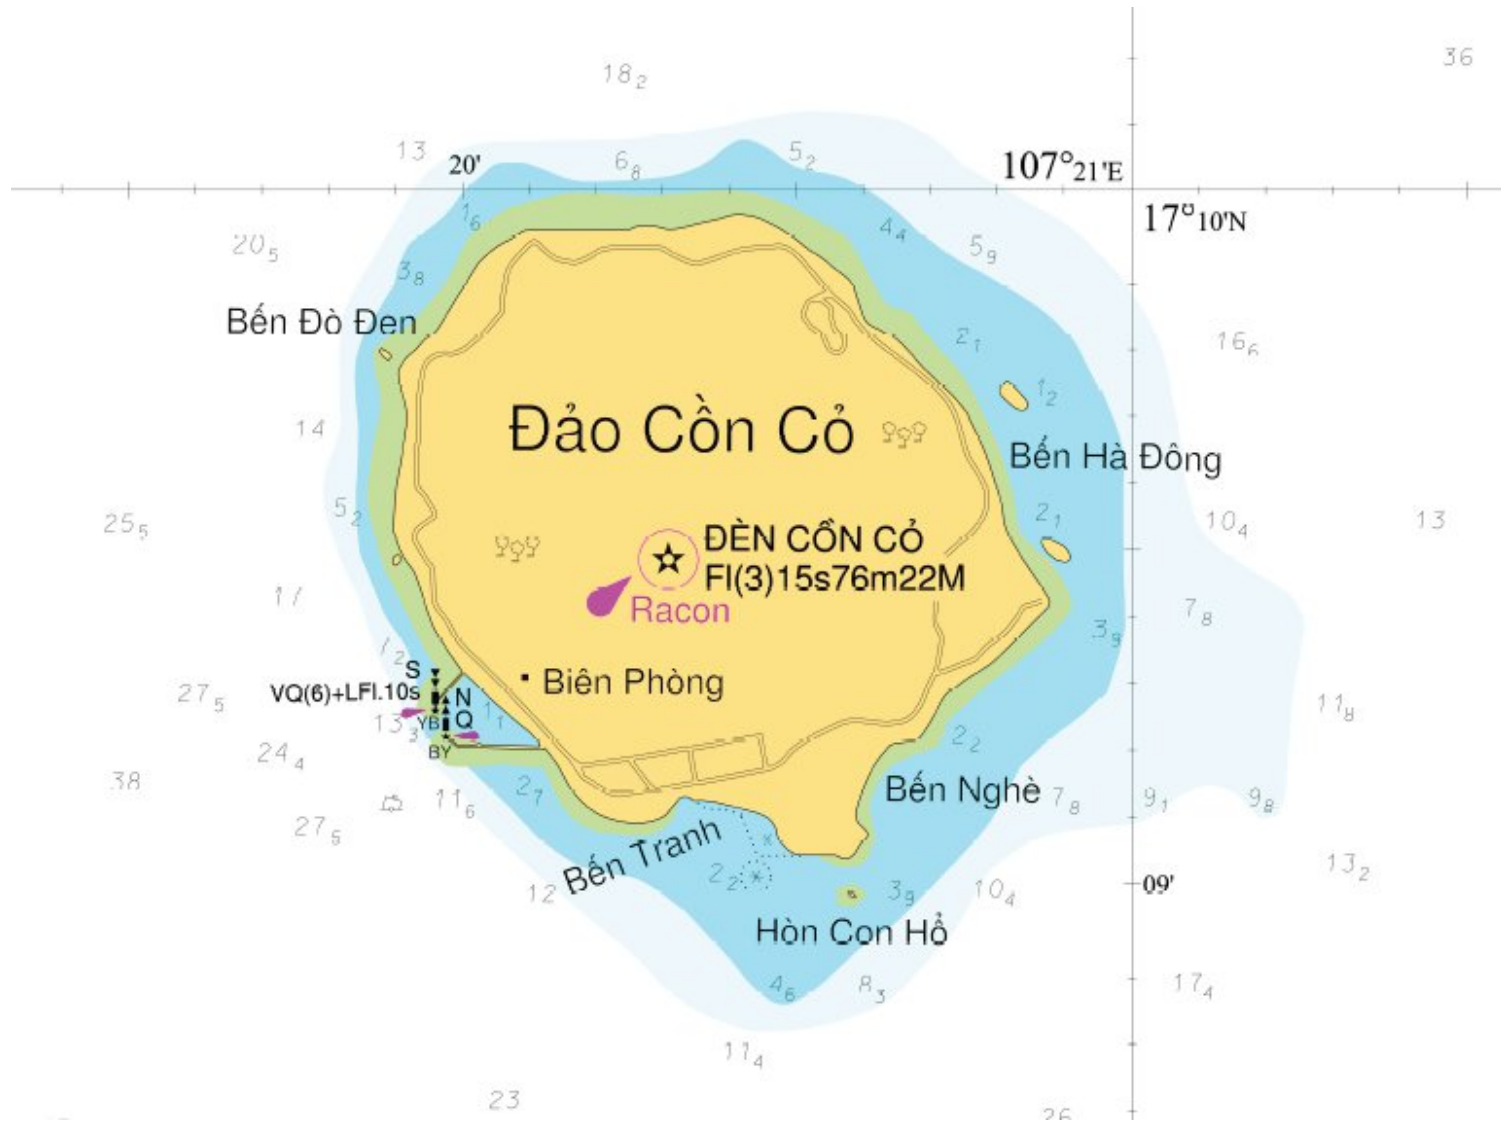 36
18₂
13
20'
6₈
5₂
107°21'E
17°10'N
1₆
4₄
5₉
20₅
3₈
Bến Đò Đen
2₁
16₆
1₂
14
Đảo Cồn Cỏ
Bến Hà Đông
5₂
25₅
2₁
10₄
13
ĐÈN CỒN CỎ
Fl(3)15s76m22M
Racon
17
7₈
3₉
S
VQ(6)+LFl.10s
Biên Phòng
27₅
N
Q
1₁
YB
13₃
BY
11₈
2₂
24₄
38
2₇
Bến Nghè
7₈
9₁
9₈
11₆
27₅
Bến Tranh
13₂
2₂
09'
12
3₉
10₄
Hòn Con Hổ
4₆
8₃
17₄
11₄
23
26